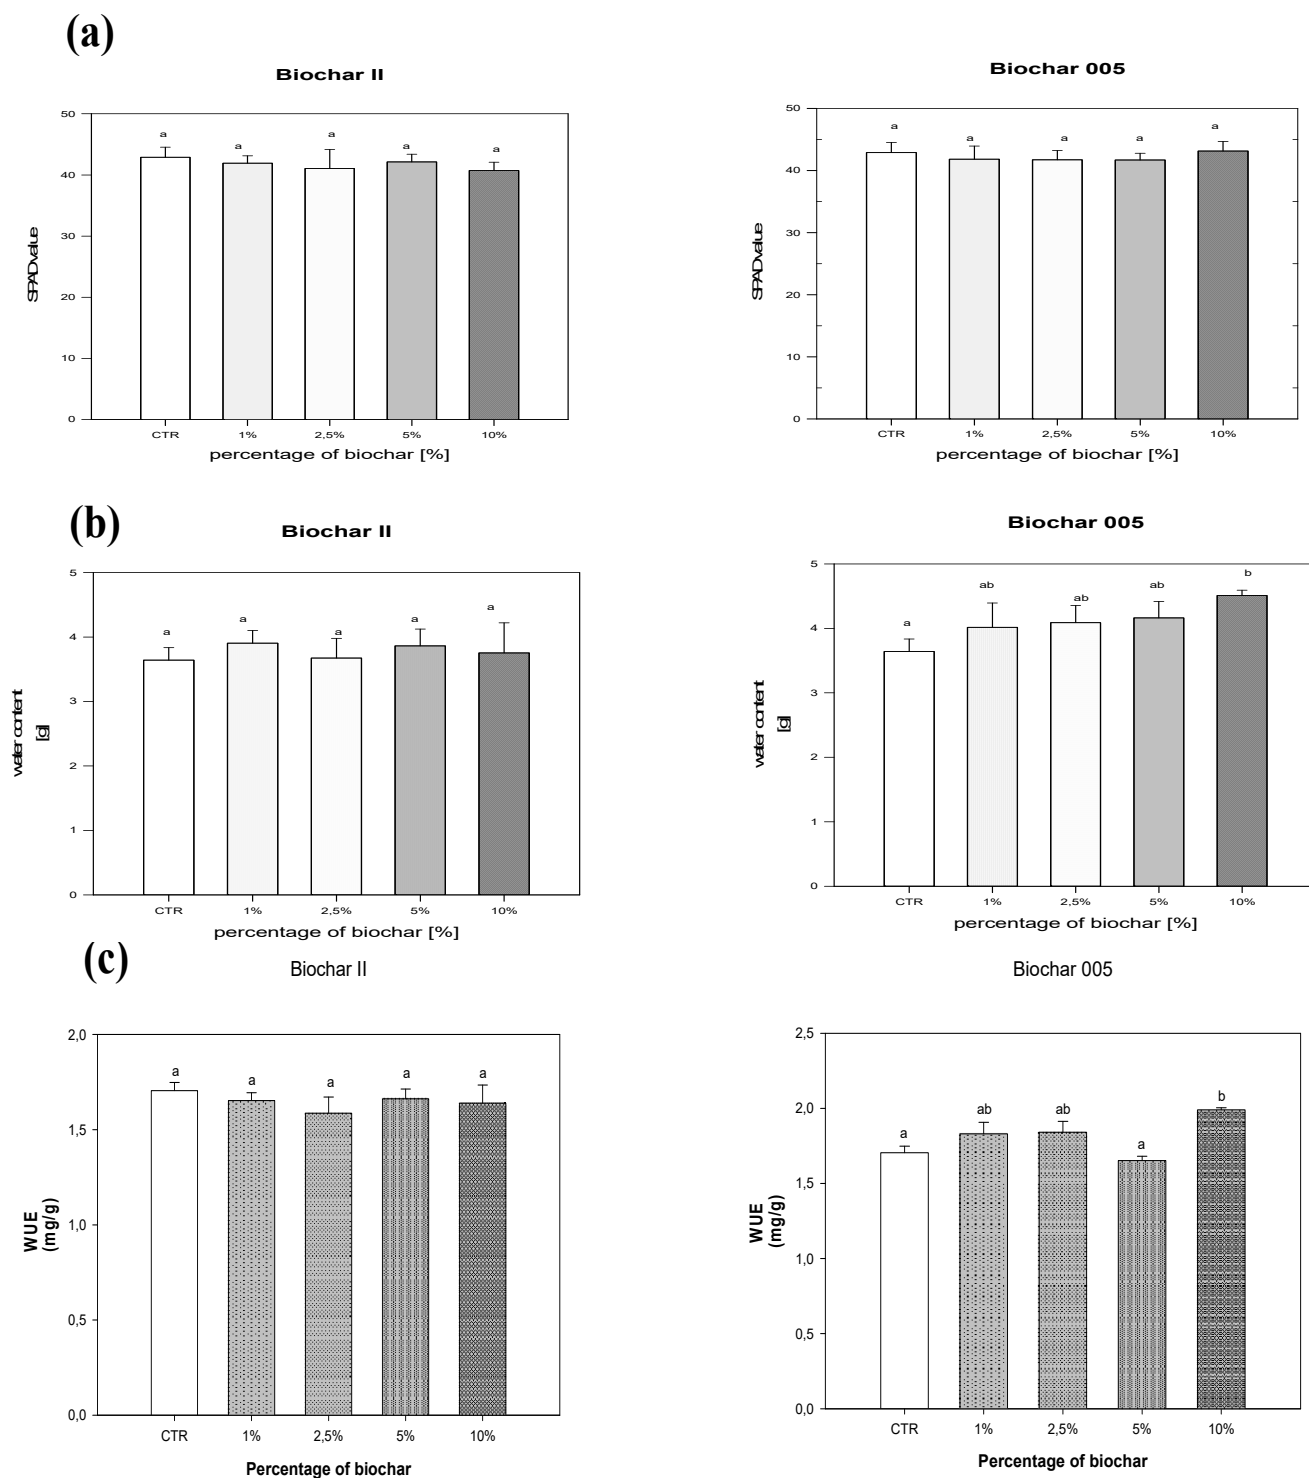 (a)
Biochar II
a a a a a
50
40
30
20
10
0
SPAD value
CTR 1% 2,5% 5% 10%
percentage of biochar [%]
Biochar 005
a a a a a
50
40
30
20
10
0
SPAD value
CTR 1% 2,5% 5% 10%
percentage of biochar [%]
(b)
Biochar II
a a a a a
5
4
3
2
1
0
water content
[g]
CTR 1% 2,5% 5% 10%
percentage of biochar [%]
Biochar 005
a ab ab ab b
5
4
3
2
1
0
water content
[g]
CTR 1% 2,5% 5% 10%
percentage of biochar [%]
(c)
Biochar II
a a a a a
2,0
1,5
1,0
0,5
0,0
WUE
(mg/g)
CTR 1% 2,5% 5% 10%
Percentage of biochar
Biochar 005
a ab ab a b
2,5
2,0
1,5
1,0
0,5
0,0
WUE
(mg/g)
CTR 1% 2,5% 5% 10%
Percentage of biochar